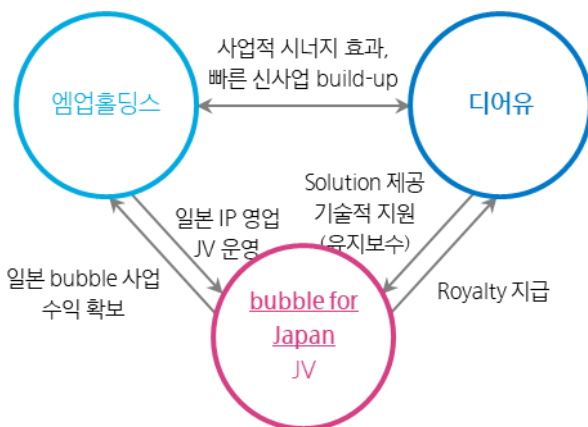 사업적 시너지 효과,
빠른 신사업 build-up
엠업홀딩스
디어유
Solution 제공
기술적 지원
(유지보수)
일본 IP 영업
JV 운영
일본 bubble 사업
수익 확보
bubble for
Japan
JV
Royalty 지급